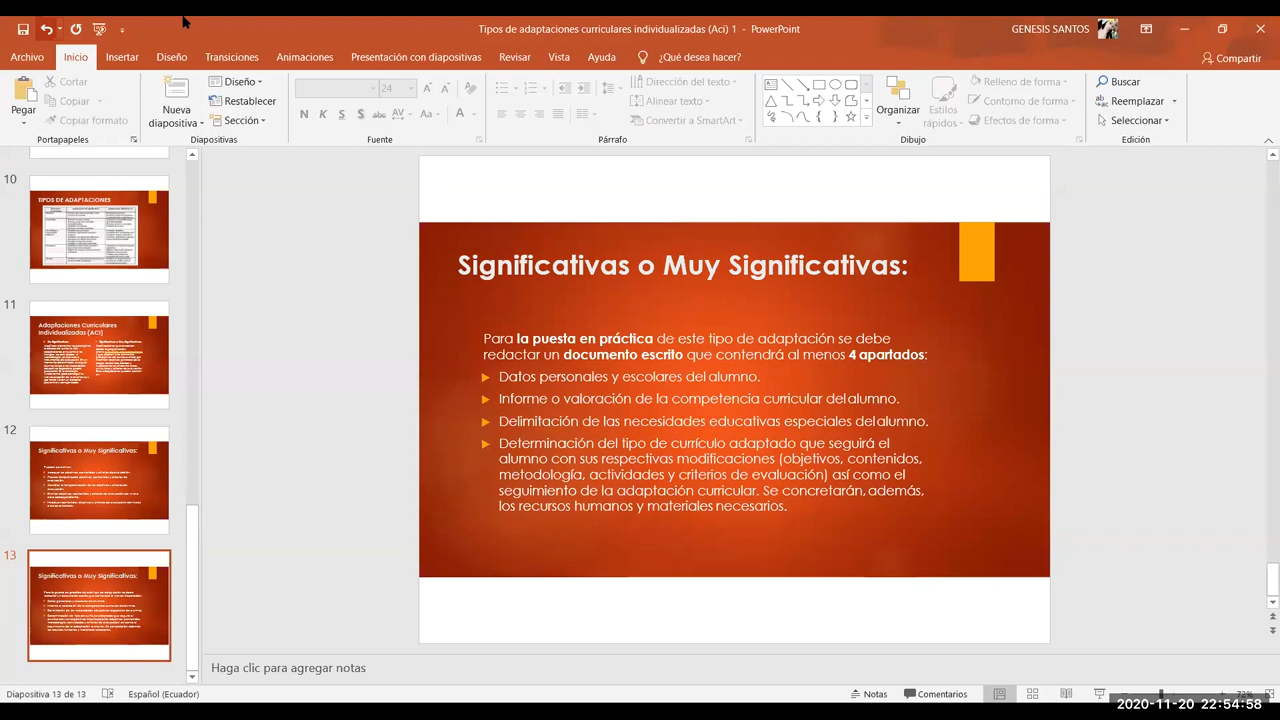 Tipos de adaptaciones curriculares individualizadas (Aci) 1 - PowerPoint
GENESIS SANTOS
Archivo Inicio Insertar Diseño Transiciones Animaciones Presentación con diapositivas Revisar Vista Ayuda ¿Qué desea hacer? Compartir
Pegar
Cortar
Copiar
Copiar formato
Portapapeles
Nueva diapositiva
Diseño
Restablecer
Sección
Diapositivas
24
N K S S abc AV Aa A
Fuente
Dirección del texto
Alinear texto
Convertir a SmartArt
Párrafo
Organizar
Estilos rápidos
Relleno de forma
Contorno de forma
Efectos de forma
Dibujo
Buscar
Reemplazar
Seleccionar
Edición
10
TIPOS DE ADAPTACIONES
11
Adaptaciones Curriculares
Individualizadas (ACI)
12
Significativas o Muy Significativas:
13
Significativas o Muy Significativas:
Significativas o Muy Significativas:
Para la puesta en práctica de este tipo de adaptación se debe
redactar un documento escrito que contendrá al menos 4 apartados:
Datos personales y escolares del alumno.
Informe o valoración de la competencia curricular del alumno.
Delimitación de las necesidades educativas especiales del alumno.
Determinación del tipo de currículo adaptado que seguirá el
alumno con sus respectivas modificaciones (objetivos, contenidos,
metodología, actividades y criterios de evaluación) así como el
seguimiento de la adaptación curricular. Se concretarán, además,
los recursos humanos y materiales necesarios.
Haga clic para agregar notas
Diapositiva 13 de 13 Español (Ecuador) Notas Comentarios 72%
2020-11-20 22:54:58